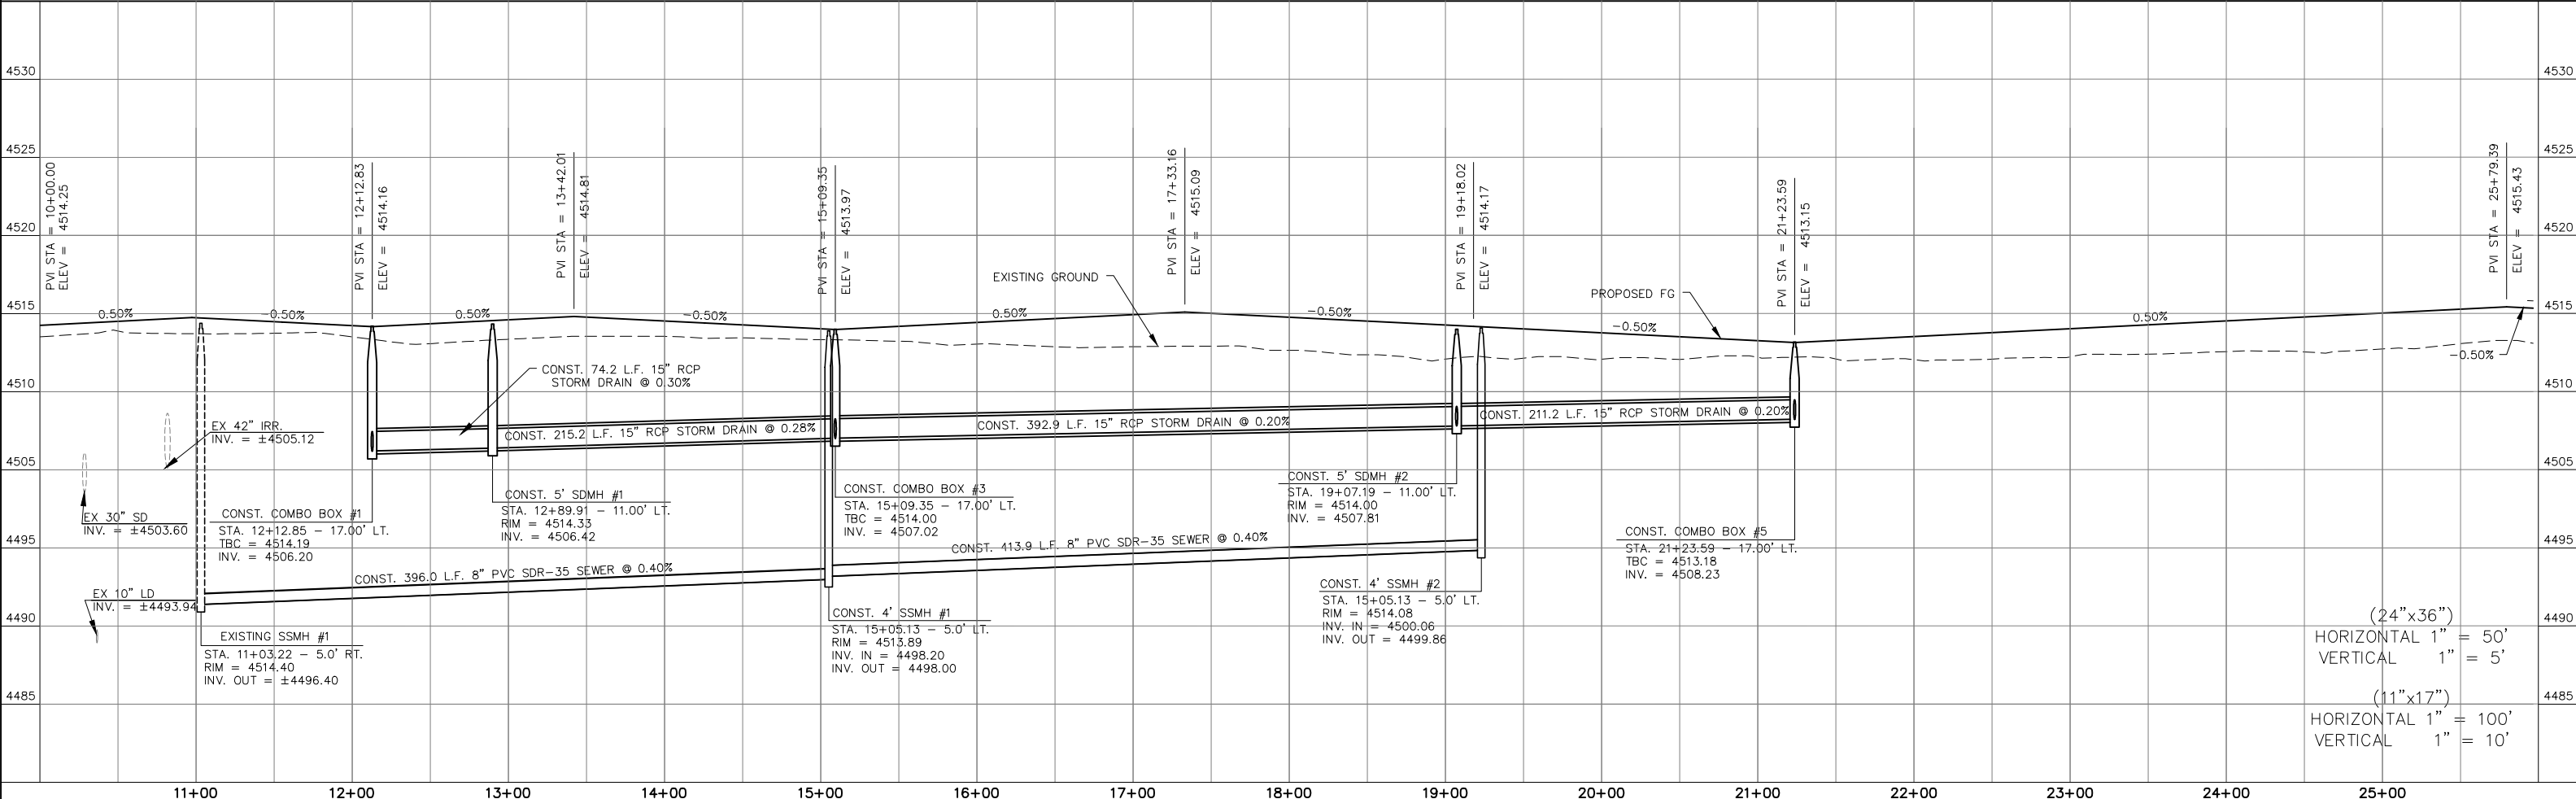 4530
4525
4520
4515
4510
4505
4495
4490
4485
PVI STA = 10+00.00
ELEV = 4514.25
PVI STA = 12+12.83
ELEV = 4514.16
PVI STA = 13+42.01
ELEV = 4514.81
PVI STA = 15+09.35
ELEV = 4513.97
PVI STA = 17+33.16
ELEV = 4515.09
PVI STA = 19+18.02
ELEV = 4514.17
PVI STA = 21+23.59
ELEV = 4513.15
PVI STA = 25+79.39
ELEV = 4515.43
0.50%
-0.50%
0.50%
-0.50%
0.50%
-0.50%
-0.50%
0.50%
-0.50%
EXISTING GROUND
PROPOSED FG
CONST. 74.2 L.F. 15" RCP
STORM DRAIN @ 0.30%
CONST. 215.2 L.F. 15" RCP STORM DRAIN @ 0.28%
CONST. 392.9 L.F. 15" RCP STORM DRAIN @ 0.20%
CONST. 211.2 L.F. 15" RCP STORM DRAIN @ 0.20%
EX 42" IRR.
INV. = ±4505.12
EX 30" SD
INV. = ±4503.60
EX 10" LD
INV. = ±4493.94
CONST. COMBO BOX #1
STA. 12+12.85 - 17.00' LT.
TBC = 4514.19
INV. = 4506.20
CONST. 5' SDMH #1
STA. 12+89.91 - 11.00' LT.
RIM = 4514.33
INV. = 4506.42
CONST. COMBO BOX #3
STA. 15+09.35 - 17.00' LT.
TBC = 4514.00
INV. = 4507.02
CONST. 5' SDMH #2
STA. 19+07.19 - 11.00' LT.
RIM = 4514.00
INV. = 4507.81
CONST. COMBO BOX #5
STA. 21+23.59 - 17.00' LT.
TBC = 4513.18
INV. = 4508.23
CONST. 396.0 L.F. 8" PVC SDR-35 SEWER @ 0.40%
CONST. 413.9 L.F. 8" PVC SDR-35 SEWER @ 0.40%
EXISTING SSMH #1
STA. 11+03.22 - 5.0' RT.
RIM = 4514.40
INV. OUT = ±4496.40
CONST. 4' SSMH #1
STA. 15+05.13 - 5.0' LT.
RIM = 4513.89
INV. IN = 4498.20
INV. OUT = 4498.00
CONST. 4' SSMH #2
STA. 15+05.13 - 5.0' LT.
RIM = 4514.08
INV. IN = 4500.06
INV. OUT = 4499.86
(24"x36")
HORIZONTAL 1" = 50'
VERTICAL 1" = 5'
(11"x17")
HORIZONTAL 1" = 100'
VERTICAL 1" = 10'
4530
4525
4520
4515
4510
4505
4495
4490
4485
11+00
12+00
13+00
14+00
15+00
16+00
17+00
18+00
19+00
20+00
21+00
22+00
23+00
24+00
25+00